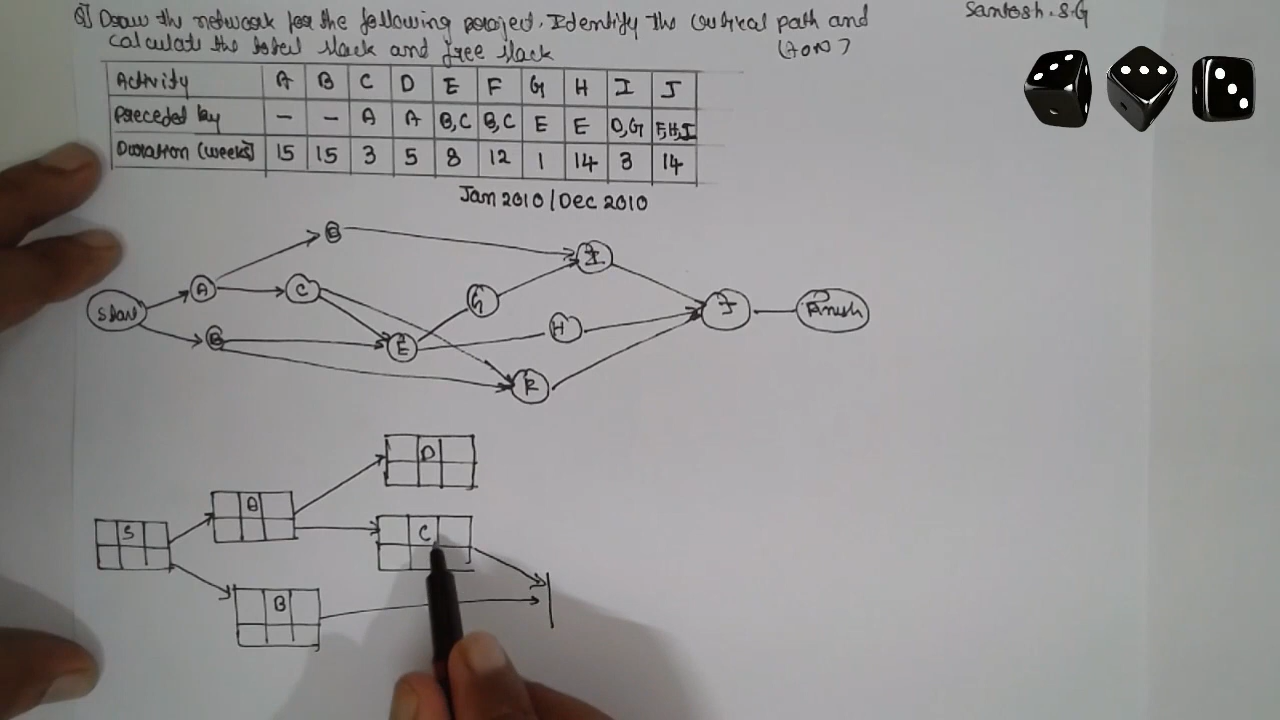 Q] Draw the network for the following project. Identify the critical path and
calculate the total slack and free slack (AON)
Santosh.S.G
Activity A B C D E F G H I J
Preceded by – – A A B,C B,C E E D,G F,H,I
Duration (weeks) 15 15 3 5 8 12 1 14 3 14
Jan 2010 / Dec 2010
B
I
A C G
Start J Finish
B E H
F
D
A
S C
B